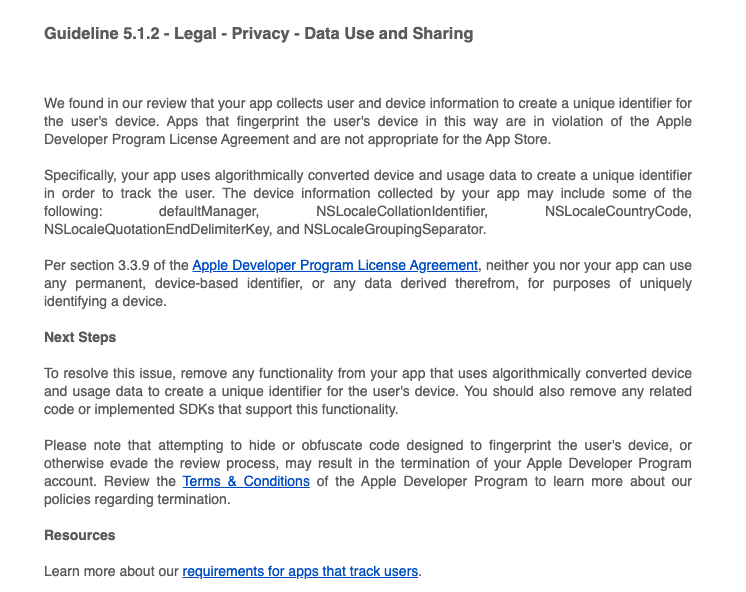 Guideline 5.1.2 - Legal - Privacy - Data Use and Sharing
We found in our review that your app collects user and device information to create a unique identifier for
the user's device. Apps that fingerprint the user's device in this way are in violation of the Apple
Developer Program License Agreement and are not appropriate for the App Store.
Specifically, your app uses algorithmically converted device and usage data to create a unique identifier
in order to track the user. The device information collected by your app may include some of the
following: defaultManager, NSLocaleCollationIdentifier, NSLocaleCountryCode,
NSLocaleQuotationEndDelimiterKey, and NSLocaleGroupingSeparator.
Per section 3.3.9 of the Apple Developer Program License Agreement, neither you nor your app can use
any permanent, device-based identifier, or any data derived therefrom, for purposes of uniquely
identifying a device.
Next Steps
To resolve this issue, remove any functionality from your app that uses algorithmically converted device
and usage data to create a unique identifier for the user's device. You should also remove any related
code or implemented SDKs that support this functionality.
Please note that attempting to hide or obfuscate code designed to fingerprint the user's device, or
otherwise evade the review process, may result in the termination of your Apple Developer Program
account. Review the Terms & Conditions of the Apple Developer Program to learn more about our
policies regarding termination.
Resources
Learn more about our requirements for apps that track users.